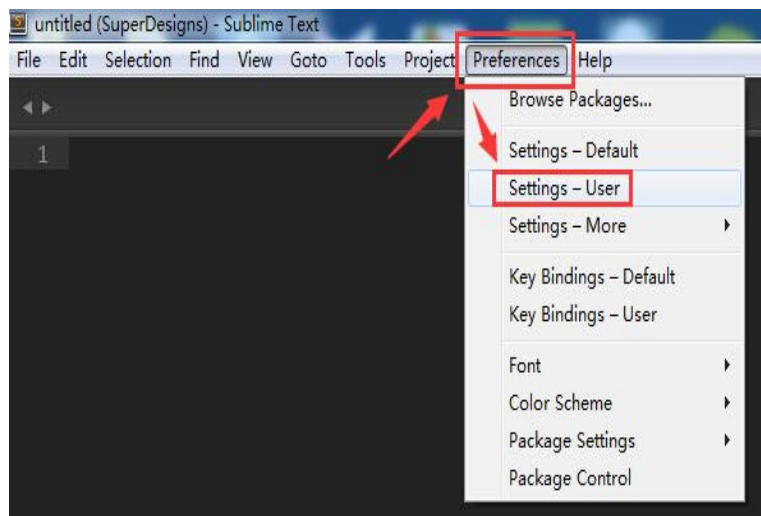 untitled (SuperDesigns) - Sublime Text
File Edit Selection Find View Goto Tools Project Preferences Help
Browse Packages...
1
Settings – Default
Settings – User
Settings – More
Key Bindings – Default
Key Bindings – User
Font
Color Scheme
Package Settings
Package Control